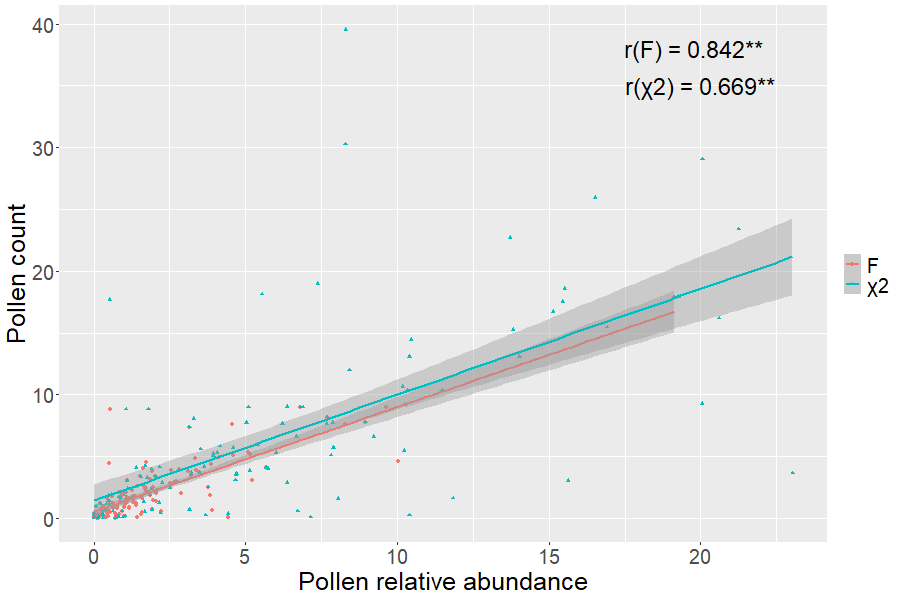 40
30
20
10
0
0
5
10
15
20
Pollen count
Pollen relative abundance
r(F) = 0.842**
r(χ2) = 0.669**
F
χ2